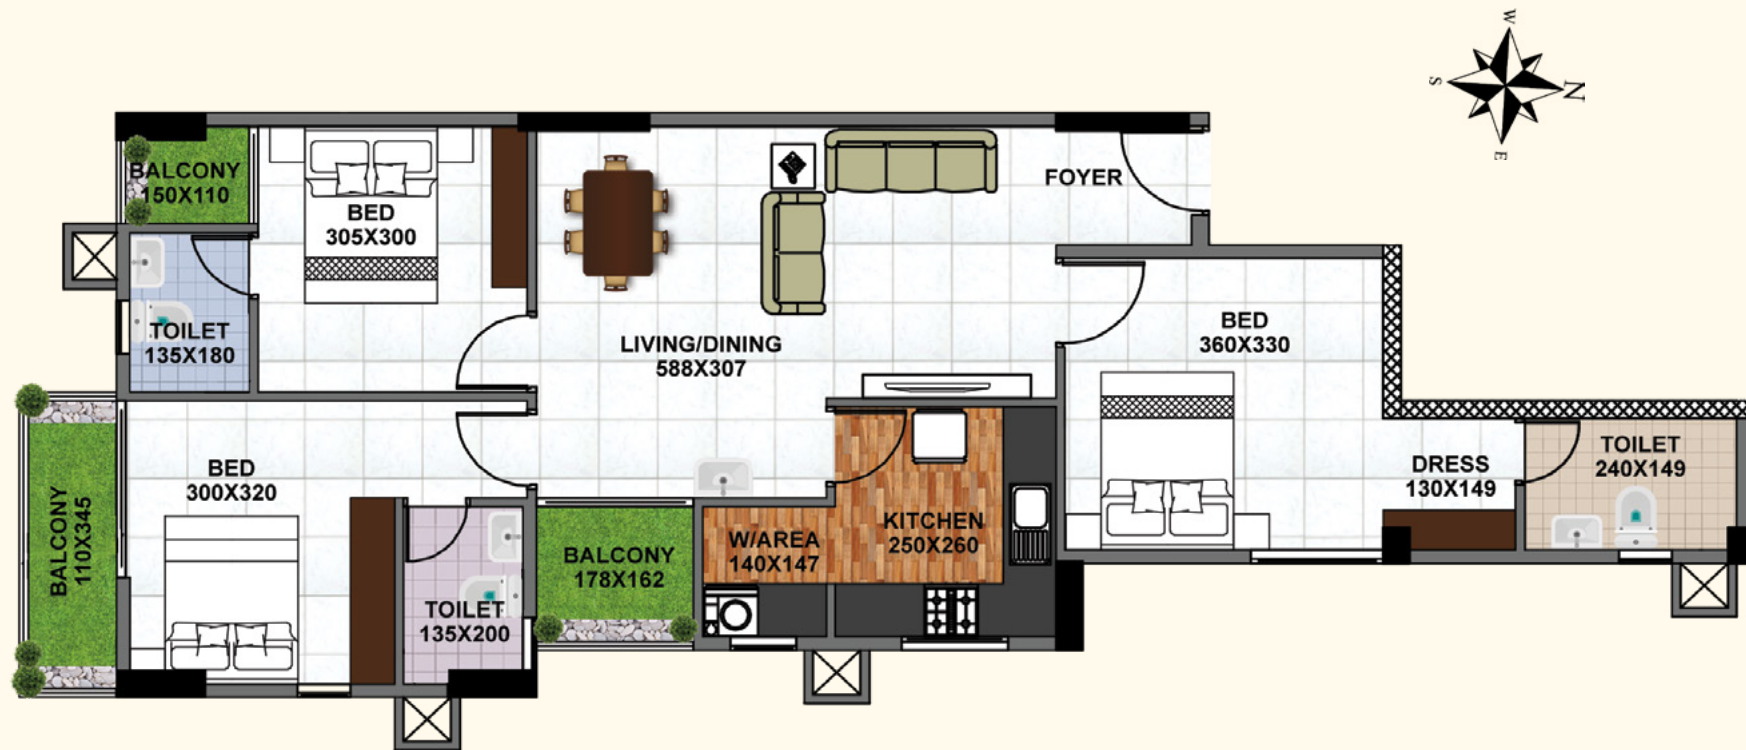 W
S
N
E
BALCONY
150X110
BED
305X300
FOYER
TOILET
135X180
LIVING/DINING
588X307
BED
360X330
BED
300X320
BALCONY
110X345
TOILET
135X200
BALCONY
178X162
W/AREA
140X147
KITCHEN
250X260
DRESS
130X149
TOILET
240X149